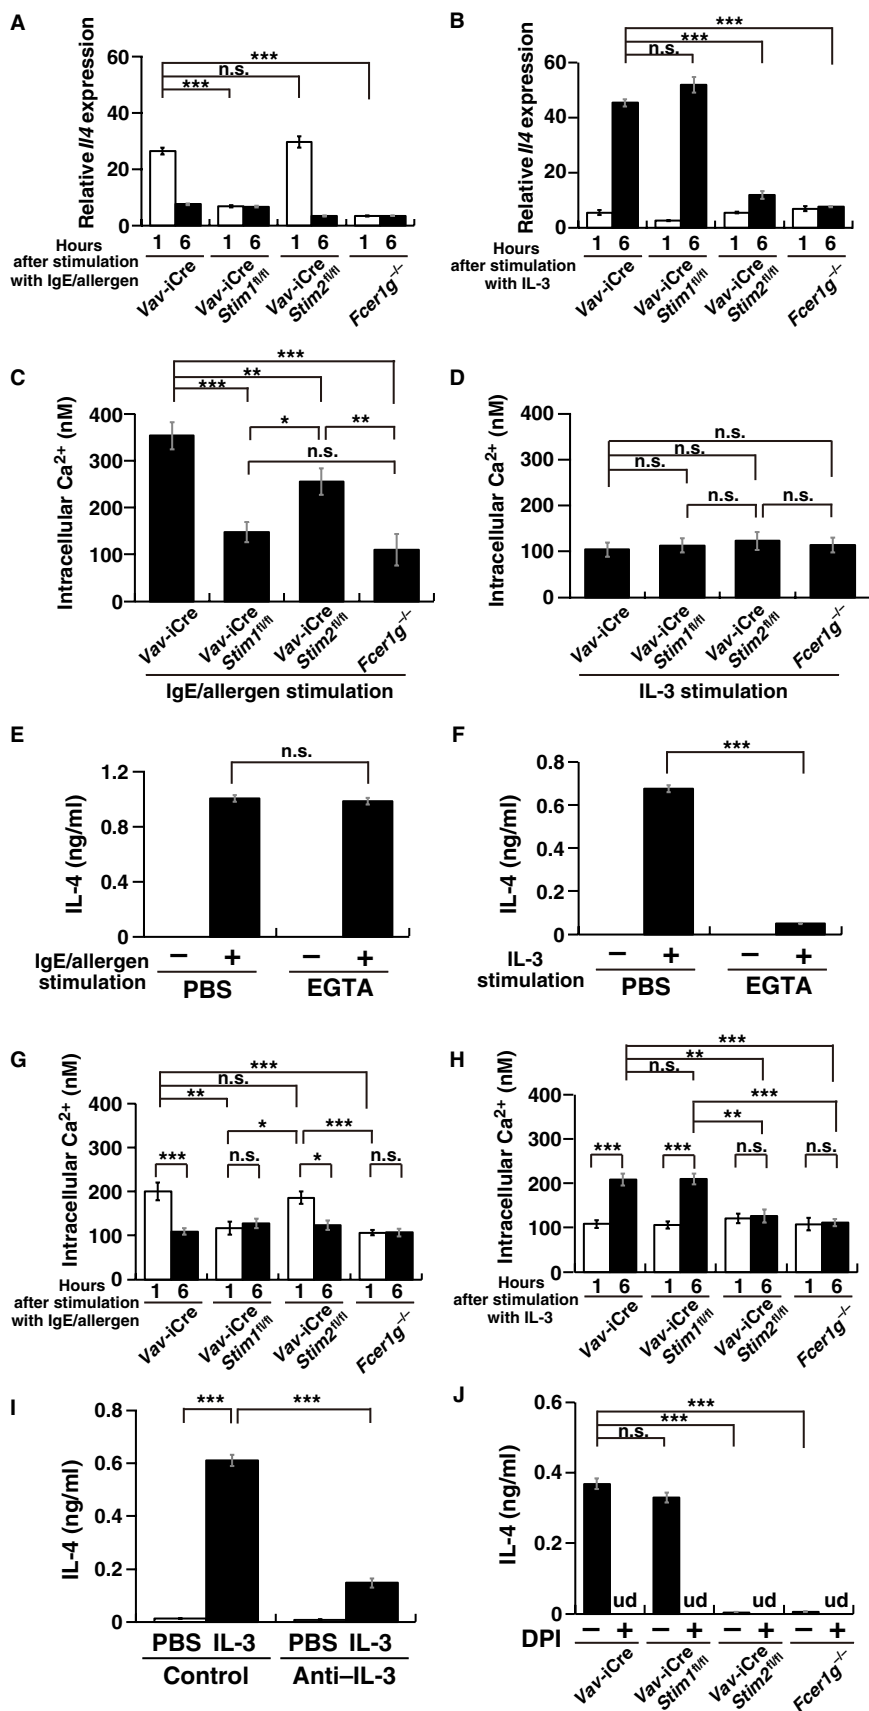 A
Relative Il4 expression
60
40
20
0
***
n.s.
***
Hours
after stimulation
with IgE/allergen
1 6 1 6 1 6 1 6
Vav-iCre
Vav-iCre
Stim1fl/fl
Vav-iCre
Stim2fl/fl
Fcer1g−/−
B
Relative Il4 expression
60
40
20
0
***
***
n.s.
Hours
after stimulation
with IL-3
1 6 1 6 1 6 1 6
Vav-iCre
Vav-iCre
Stim1fl/fl
Vav-iCre
Stim2fl/fl
Fcer1g−/−
C
Intracellular Ca2+ (nM)
400
300
200
100
0
***
**
***
* **
n.s.
Vav-iCre
Vav-iCre
Stim1fl/fl
Vav-iCre
Stim2fl/fl
Fcer1g−/−
IgE/allergen stimulation
D
Intracellular Ca2+ (nM)
400
300
200
100
0
n.s.
n.s.
n.s.
n.s. n.s.
Vav-iCre
Vav-iCre
Stim1fl/fl
Vav-iCre
Stim2fl/fl
Fcer1g−/−
IL-3 stimulation
E
IL-4 (ng/ml)
1.2
0.8
0.4
0
n.s.
IgE/allergen
stimulation
− + − +
PBS EGTA
F
IL-4 (ng/ml)
0.8
0.6
0.4
0.2
0
***
IL-3
stimulation
− + − +
PBS EGTA
G
Intracellular Ca2+ (nM)
400
300
200
100
0
***
n.s.
**
* ***
*** n.s. * n.s.
Hours
after stimulation
with IgE/allergen
1 6 1 6 1 6 1 6
Vav-iCre
Vav-iCre
Stim1fl/fl
Vav-iCre
Stim2fl/fl
Fcer1g−/−
H
Intracellular Ca2+ (nM)
400
300
200
100
0
***
**
n.s.
***
**
*** *** n.s. n.s.
Hours
after stimulation
with IL-3
1 6 1 6 1 6 1 6
Vav-iCre
Vav-iCre
Stim1fl/fl
Vav-iCre
Stim2fl/fl
Fcer1g−/−
I
IL-4 (ng/ml)
0.8
0.6
0.4
0.2
0
*** ***
PBS IL-3 PBS IL-3
Control Anti–IL-3
J
IL-4 (ng/ml)
0.6
0.4
0.2
0
***
***
n.s.
ud ud ud ud
DPI − + − + − + − +
Vav-iCre
Vav-iCre
Stim1fl/fl
Vav-iCre
Stim2fl/fl
Fcer1g−/−